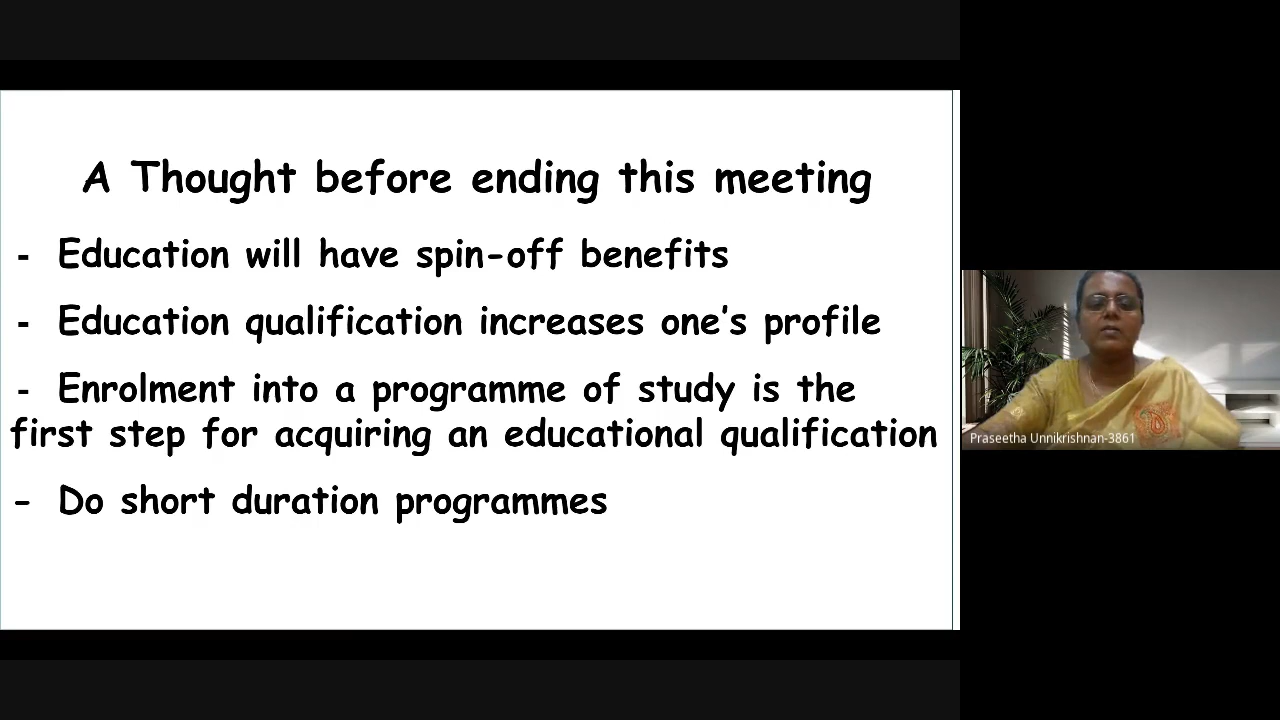 A Thought before ending this meeting
- Education will have spin-off benefits
- Education qualification increases one's profile
- Enrolment into a programme of study is the
first step for acquiring an educational qualification
- Do short duration programmes
Praseetha Unnikrishnan-3861